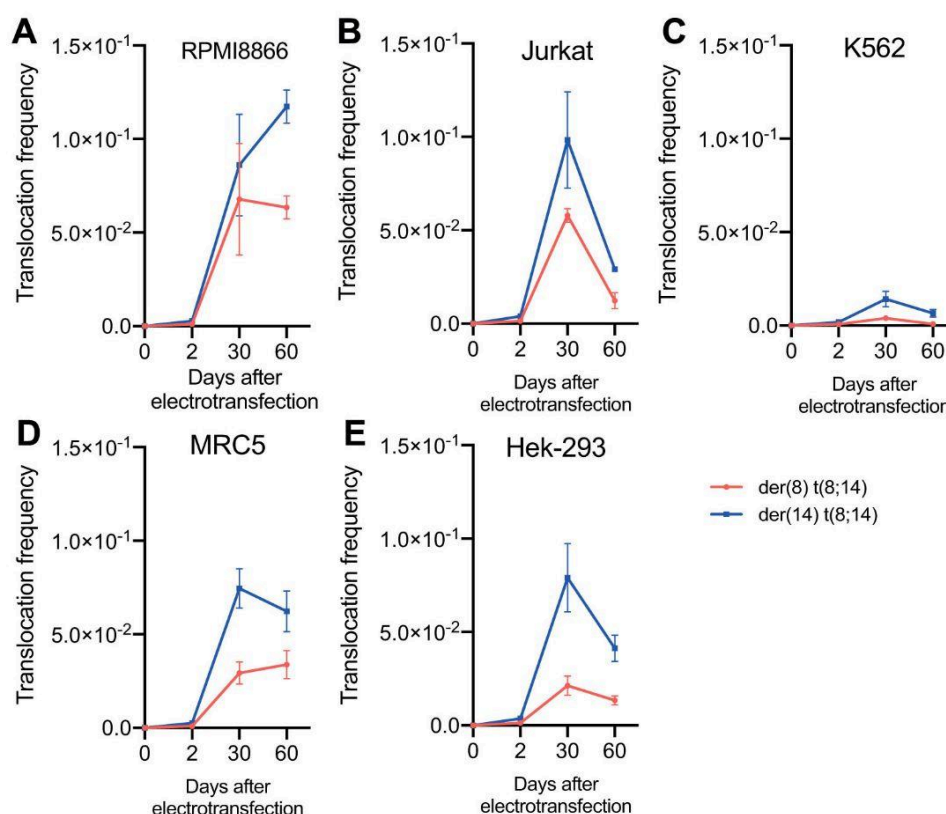 A
RPMI8866
Translocation frequency
1.5×10⁻¹
1.0×10⁻¹
5.0×10⁻²
0.0
0 2 30 60
Days after
electrotransfection
B
Jurkat
Translocation frequency
1.5×10⁻¹
1.0×10⁻¹
5.0×10⁻²
0.0
0 2 30 60
Days after
electrotransfection
C
K562
Translocation frequency
1.5×10⁻¹
1.0×10⁻¹
5.0×10⁻²
0.0
0 2 30 60
Days after
electrotransfection
D
MRC5
Translocation frequency
1.5×10⁻¹
1.0×10⁻¹
5.0×10⁻²
0.0
0 2 30 60
Days after
electrotransfection
E
Hek-293
Translocation frequency
1.5×10⁻¹
1.0×10⁻¹
5.0×10⁻²
0.0
0 2 30 60
Days after
electrotransfection
der(8) t(8;14)
der(14) t(8;14)